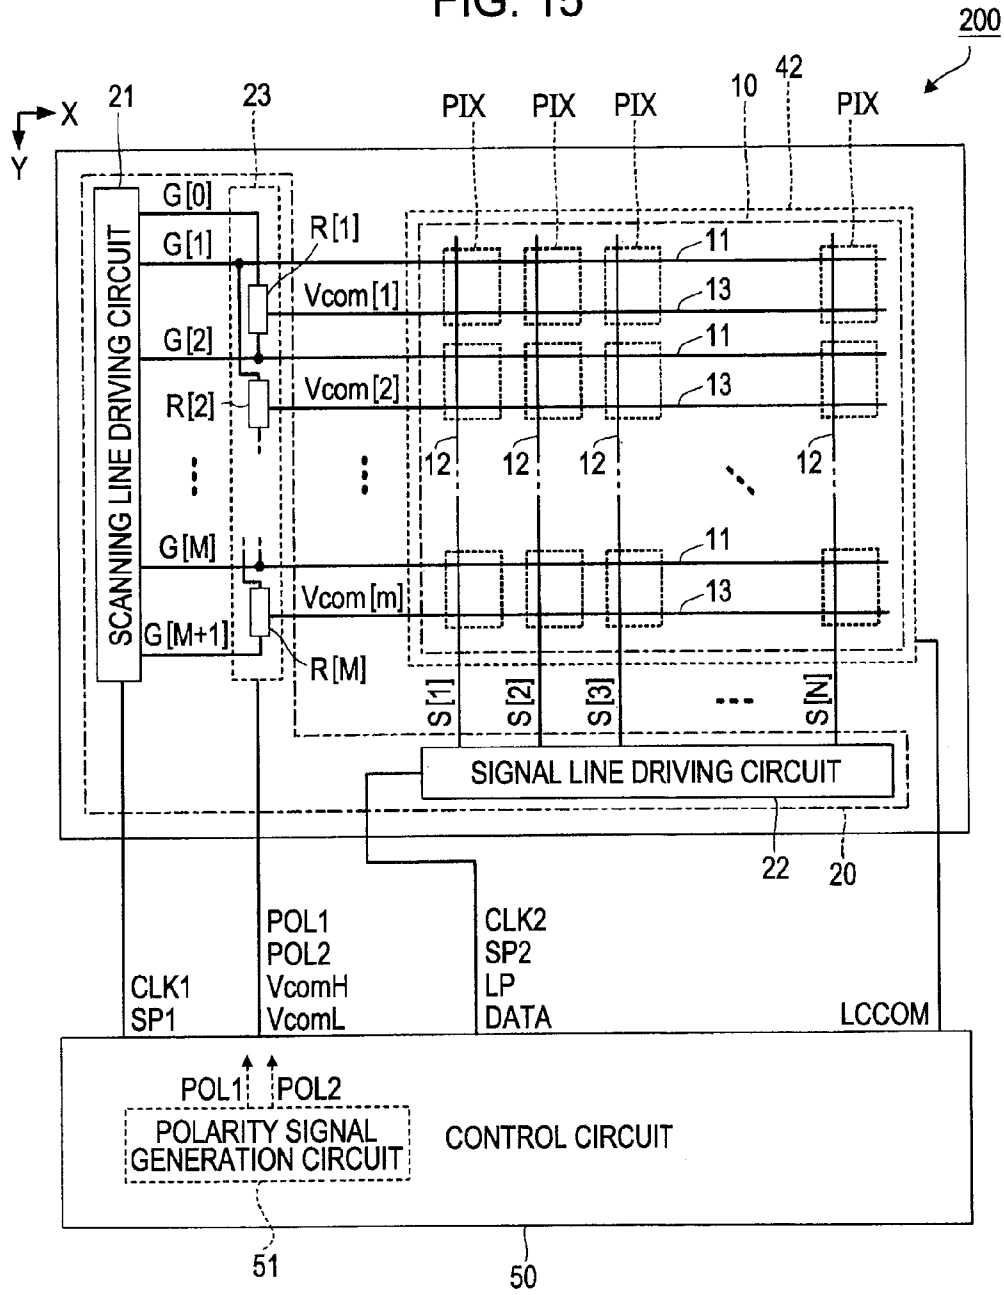 FIG. 15
200
21
23
PIX
PIX
PIX
10
42
PIX
X
Y
G[0]
R[1]
G[1]
11
Vcom[1]
13
G[2]
11
R[2]
Vcom[2]
13
12
12
12
12
SCANNING LINE DRIVING CIRCUIT
G[M]
11
Vcom[m]
13
G[M+1]
R[M]
S[1]
S[2]
S[3]
S[N]
SIGNAL LINE DRIVING CIRCUIT
22
20
CLK1
SP1
POL1
POL2
VcomH
VcomL
CLK2
SP2
LP
DATA
LCCOM
POL1
POL2
POLARITY SIGNAL
GENERATION CIRCUIT
CONTROL CIRCUIT
51
50